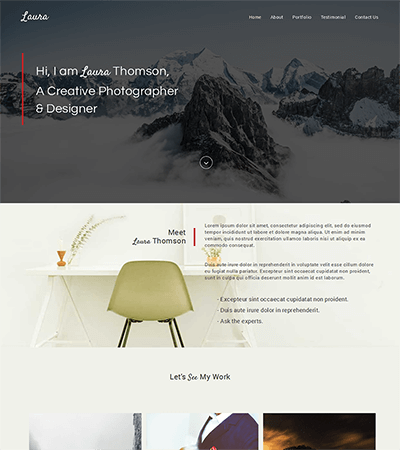 Laura
Home About Portfolio Testimonial Contact Us
Hi, I am Laura Thomson,
A Creative Photographer
& Designer
Meet
Laura Thomson
Lorem ipsum dolor sit amet, consectetur adipiscing elit, sed do eiusmod
tempor incididunt ut labore et dolore magna aliqua. Ut enim ad minim
veniam, quis nostrud exercitation ullamco laboris nisi ut aliquip ex ea
commodo consequat.
Duis aute irure dolor in reprehenderit in voluptate velit esse cillum dolore
eu fugiat nulla pariatur. Excepteur sint occaecat cupidatat non proident,
sunt in culpa qui officia deserunt mollit anim id est laborum.
- Excepteur sint occaecat cupidatat non proident.
- Duis aute irure dolor in reprehenderit.
- Ask the experts.
Let's See My Work